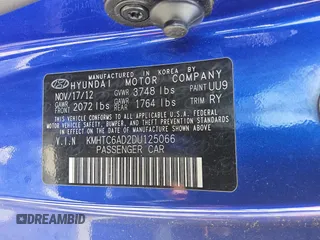 MANUFACTURED IN KOREA BY
HYUNDAI MOTOR COMPANY
NOV/17/12 GVWR 3748 lbs PAINT UU9
GAWR FRONT 2072 lbs GAWR REAR 1764 lbs TRIM RY
THIS VEHICLE CONFORMS TO ALL APPLICABLE
FEDERAL MOTOR VEHICLE SAFETY, BUMPER,
AND THEFT PREVENTION STANDARDS IN EFFECT ON
THE DATE OF MANUFACTURE SHOWN ABOVE.
V.I.N KMHTC6AD2DU125066
PASSENGER CAR
DREAMBID